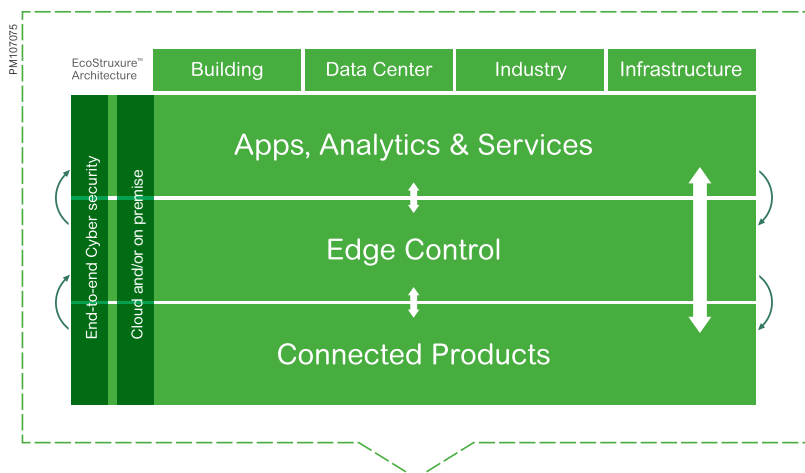 PM107075
EcoStruxure™
Architecture
Building
Data Center
Industry
Infrastructure
End-to-end Cyber security
Cloud and/or on premise
Apps, Analytics & Services
Edge Control
Connected Products